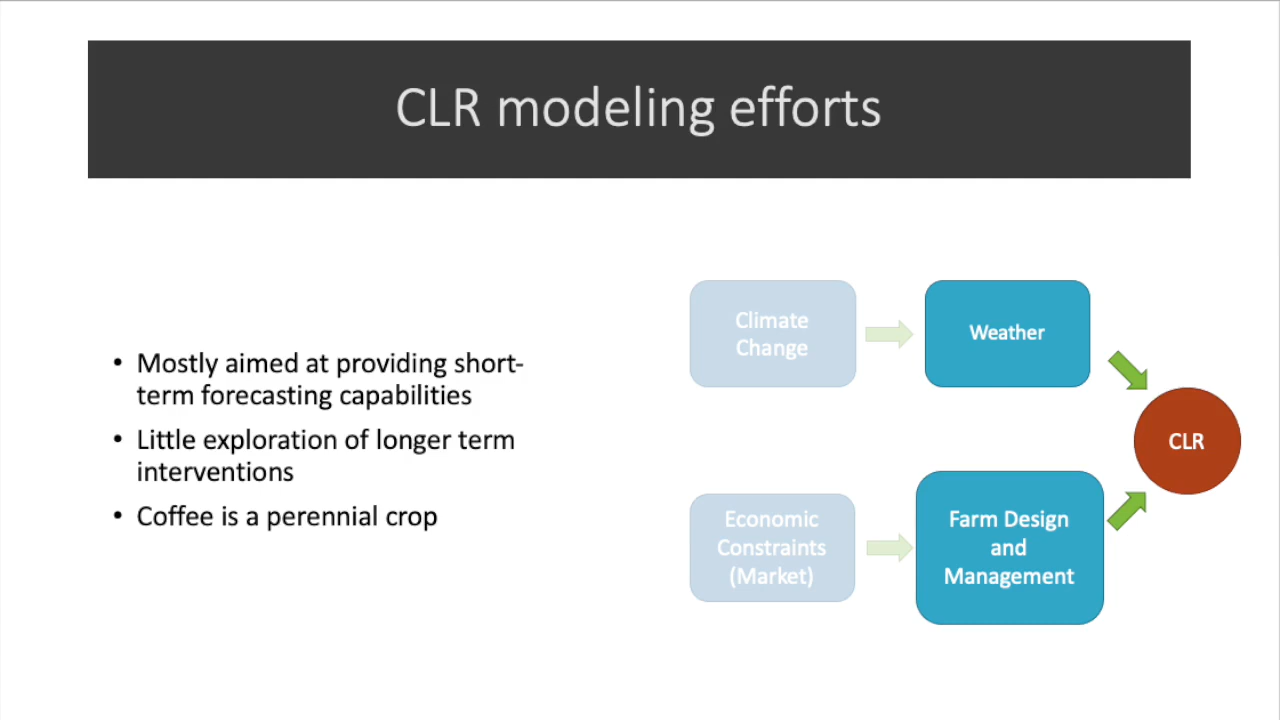 CLR modeling efforts
• Mostly aimed at providing short-
term forecasting capabilities
• Little exploration of longer term
interventions
• Coffee is a perennial crop
Climate
Change
Weather
CLR
Economic
Constraints
(Market)
Farm Design
and
Management